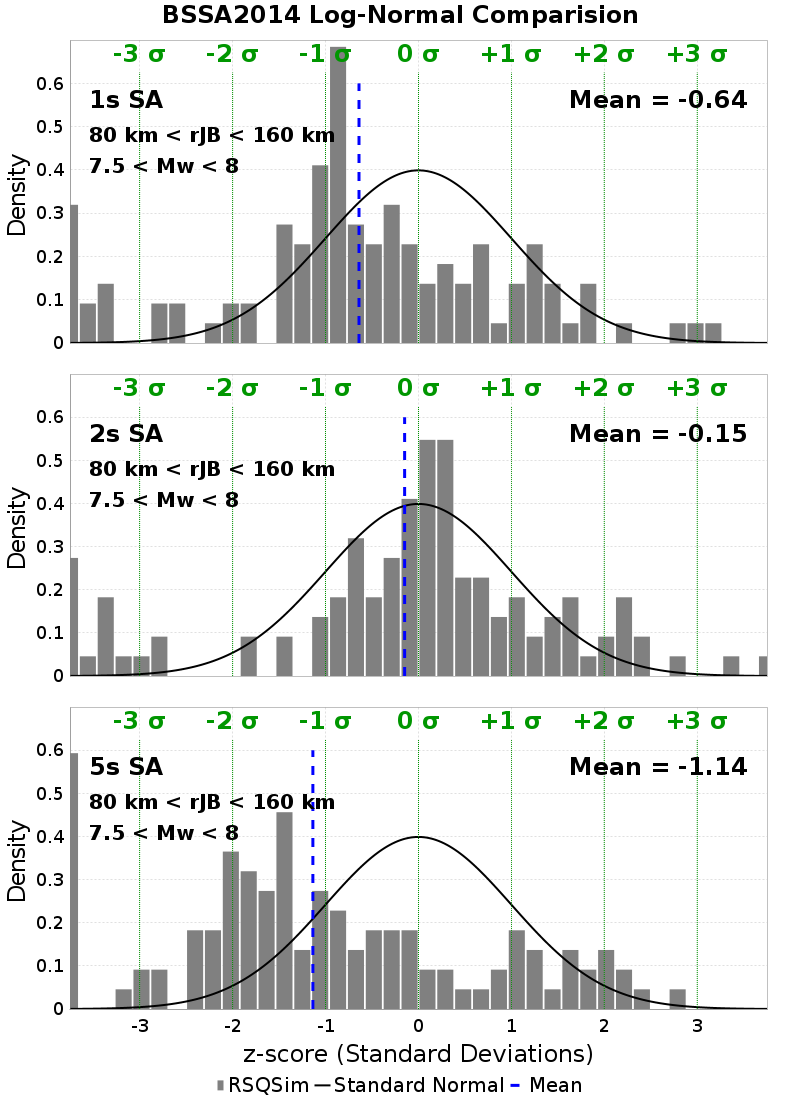 BSSA2014 Log-Normal Comparision
-3 σ -2 σ -1 σ 0 σ +1 σ +2 σ +3 σ
1s SA Mean = -0.64
80 km < rJB < 160 km
7.5 < Mw < 8
0.6
0.5
0.4
0.3
0.2
0.1
0
Density
-3 σ -2 σ -1 σ 0 σ +1 σ +2 σ +3 σ
2s SA Mean = -0.15
80 km < rJB < 160 km
7.5 < Mw < 8
0.6
0.5
0.4
0.3
0.2
0.1
0
Density
-3 σ -2 σ -1 σ 0 σ +1 σ +2 σ +3 σ
5s SA Mean = -1.14
80 km < rJB < 160 km
7.5 < Mw < 8
0.6
0.5
0.4
0.3
0.2
0.1
0
Density
-3 -2 -1 0 1 2 3
z-score (Standard Deviations)
RSQSim Standard Normal Mean